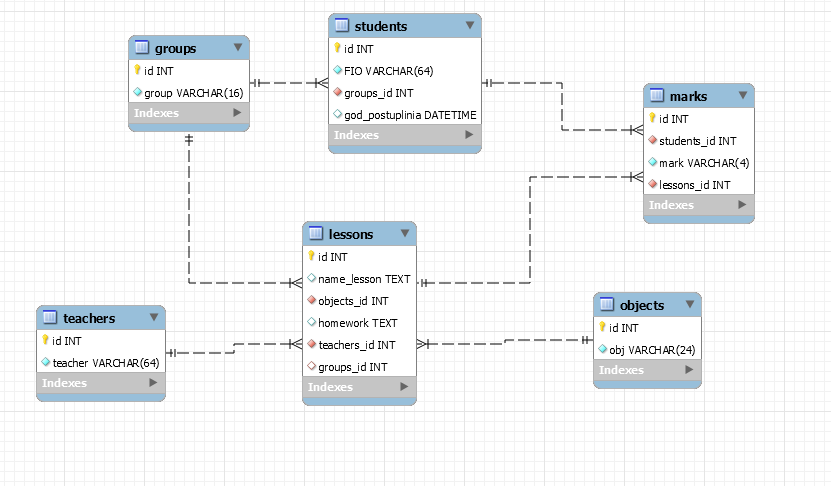 groups
id INT
group VARCHAR(16)
Indexes
students
id INT
FIO VARCHAR(64)
groups_id INT
god_postuplinia DATETIME
Indexes
marks
id INT
students_id INT
mark VARCHAR(4)
lessons_id INT
Indexes
lessons
id INT
name_lesson TEXT
objects_id INT
homework TEXT
teachers_id INT
groups_id INT
Indexes
teachers
id INT
teacher VARCHAR(64)
Indexes
objects
id INT
obj VARCHAR(24)
Indexes